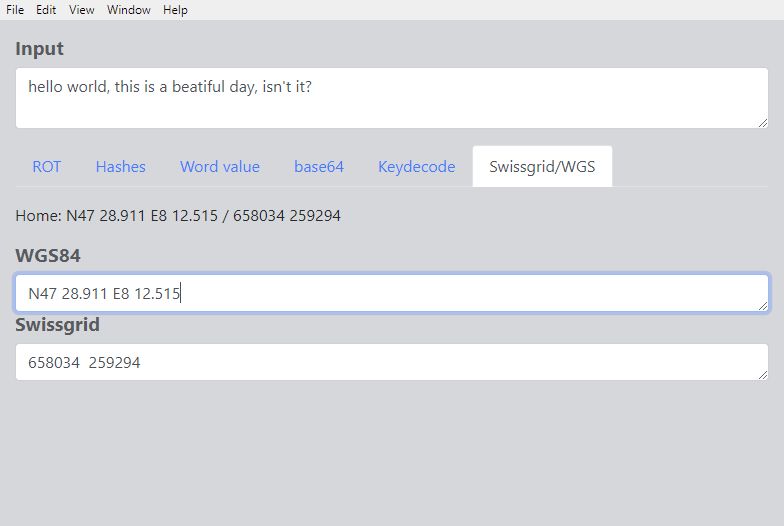 File Edit View Window Help
Input
hello world, this is a beatiful day, isn't it?
ROT Hashes Word value base64 Keydecode Swissgrid/WGS
Home: N47 28.911 E8 12.515 / 658034 259294
WGS84
N47 28.911 E8 12.515
Swissgrid
658034  259294